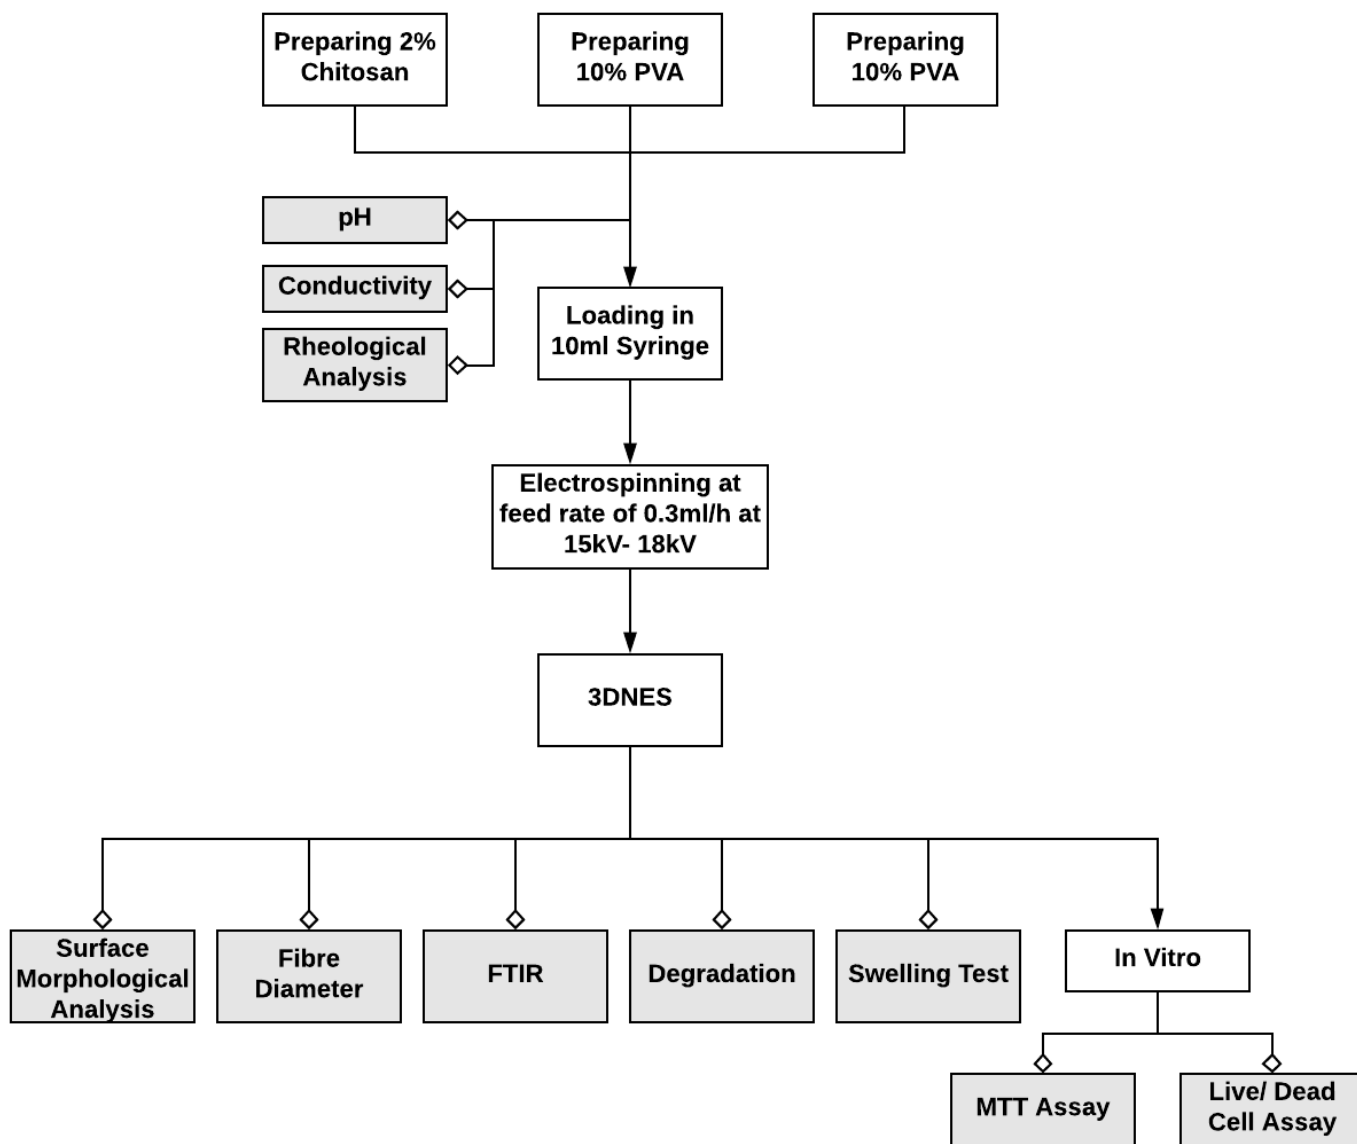 Preparing 2%
Chitosan
Preparing
10% PVA
Preparing
10% PVA
pH
Conductivity
Rheological
Analysis
Loading in
10ml Syringe
Electrospinning at
feed rate of 0.3ml/h at
15kV- 18kV
3DNES
Surface
Morphological
Analysis
Fibre
Diameter
FTIR
Degradation
Swelling Test
In Vitro
MTT Assay
Live/ Dead
Cell Assay